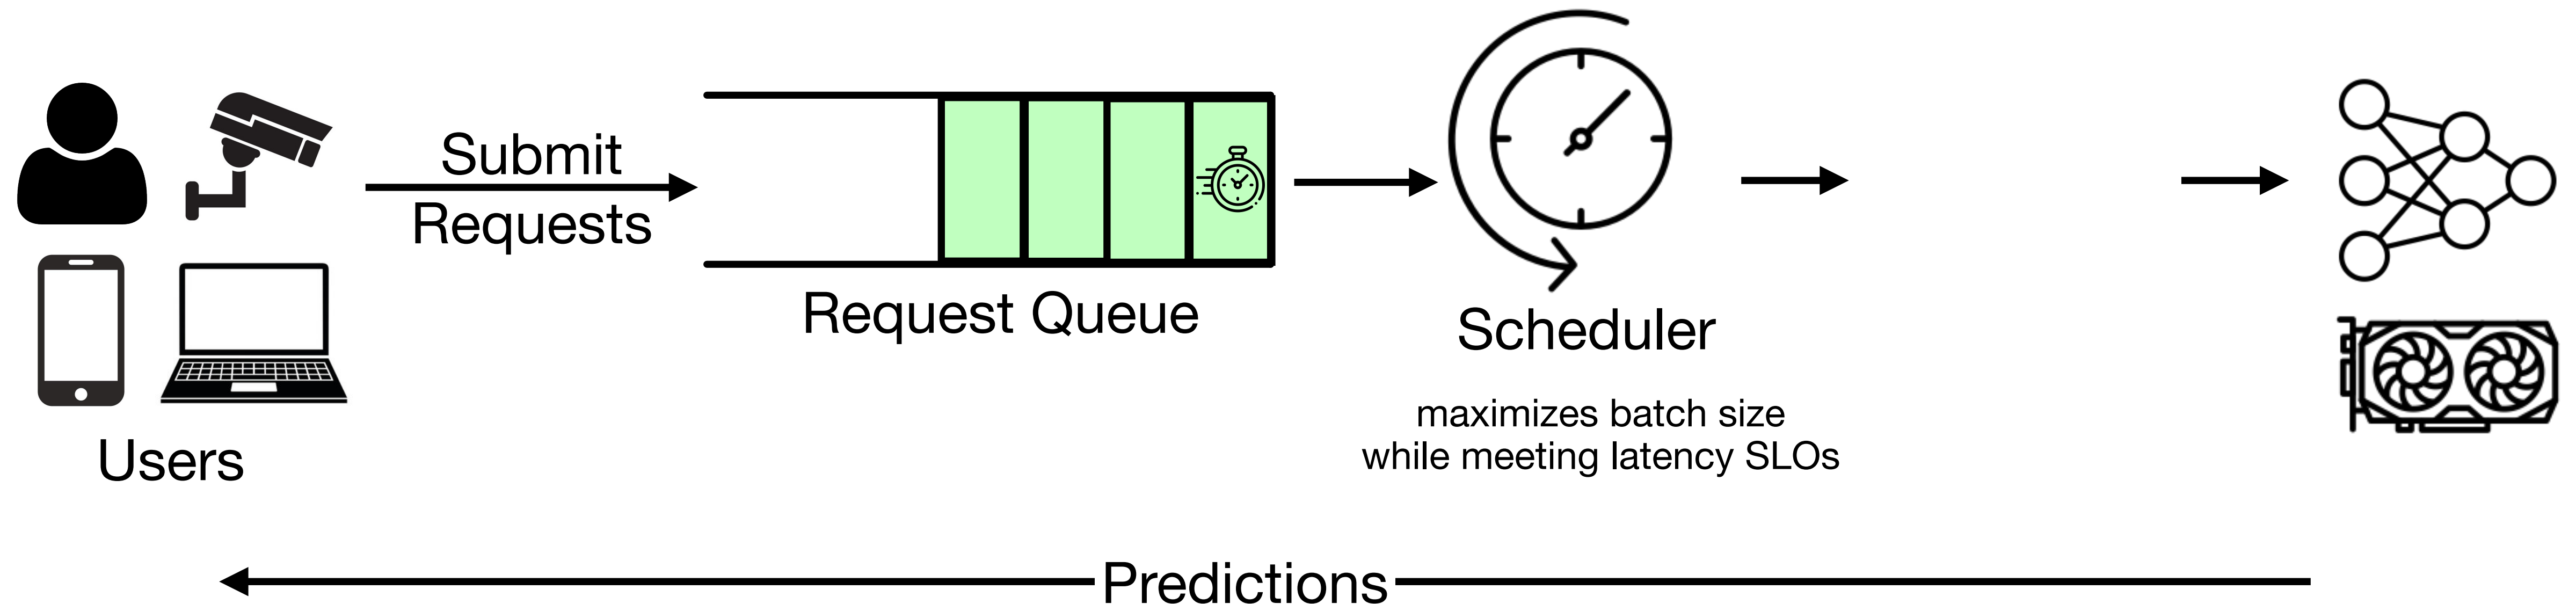 Submit
Requests
Request Queue
Scheduler
maximizes batch size
while meeting latency SLOs
Users
Predictions